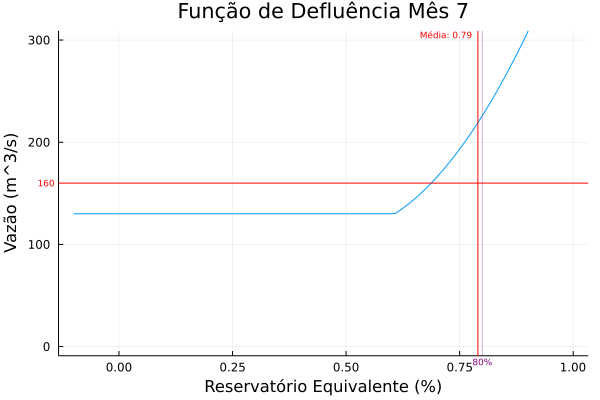 Função de Defluência Mês 7
Média: 0.79
300
200
160
100
0
Vazão (m^3/s)
0.00
0.25
0.50
0.75
80%
1.00
Reservatório Equivalente (%)